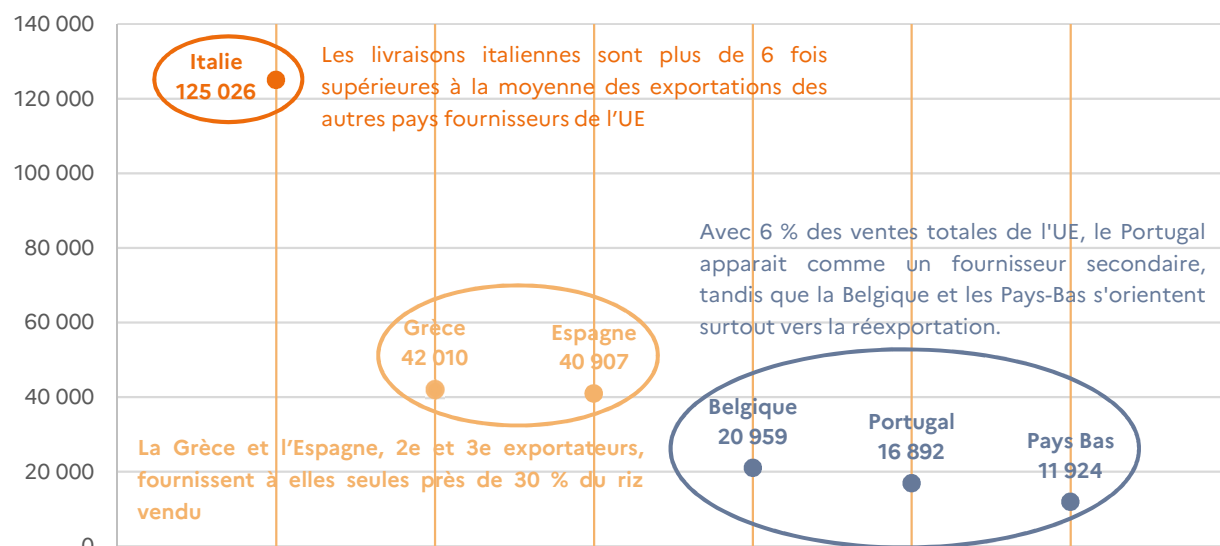 140 000
120 000
100 000
80 000
60 000
40 000
20 000
0
Italie
125 026
Les livraisons italiennes sont plus de 6 fois
supérieures à la moyenne des exportations des
autres pays fournisseurs de l'UE
Avec 6 % des ventes totales de l'UE, le Portugal
apparait comme un fournisseur secondaire,
tandis que la Belgique et les Pays-Bas s'orientent
surtout vers la réexportation.
Grèce
42 010
Espagne
40 907
La Grèce et l'Espagne, 2e et 3e exportateurs,
fournissent à elles seules près de 30 % du riz
vendu
Belgique
20 959
Portugal
16 892
Pays Bas
11 924